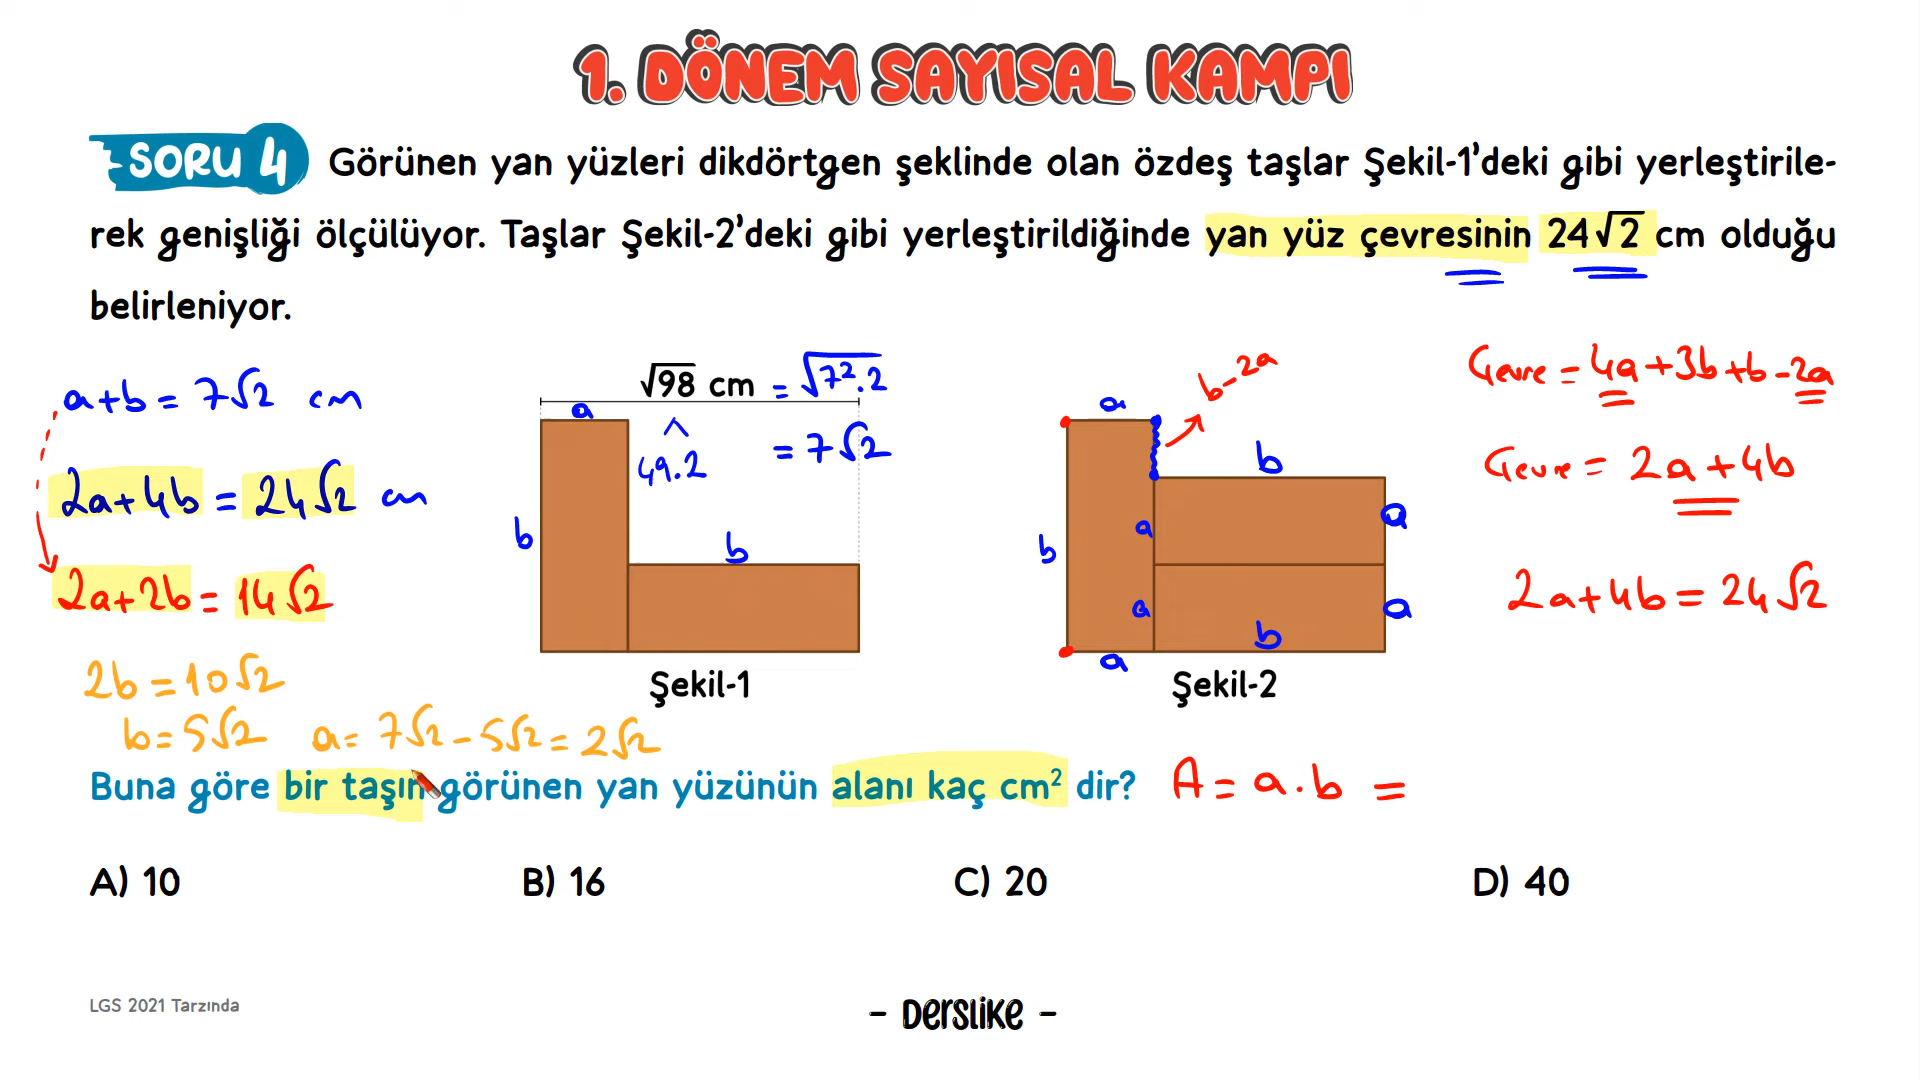 1. DÖNEM SAYISAL KAMPI
SORU 4 Görünen yan yüzleri dikdörtgen şeklinde olan özdeş taşlar Şekil-1'deki gibi yerleştirile-
rek genişliği ölçülüyor. Taşlar Şekil-2'deki gibi yerleştirildiğinde yan yüz çevresinin 24√2 cm olduğu
belirleniyor.
a+b = 7√2 cm
2a+4b = 24√2 cm
2a+2b = 14√2
2b = 10√2
b = 5√2 a = 7√2 - 5√2 = 2√2
√98 cm = √7².2
49.2 = 7√2
a
b
b
Şekil-1
b-2a
a
b
a
a
b
a
a
b
a
Şekil-2
Çevre = 4a+3b+b-2a
Çevre = 2a+4b
2a+4b = 24√2
Buna göre bir taşın görünen yan yüzünün alanı kaç cm² dir? A = a.b =
A) 10 B) 16 C) 20 D) 40
LGS 2021 Tarzında
- DERSLİKE -